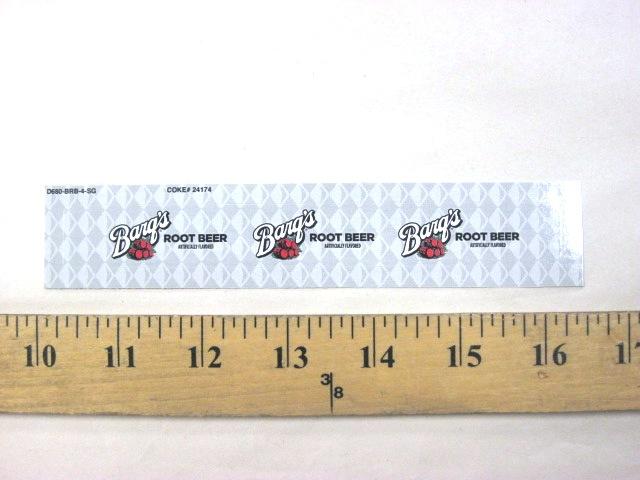 D680-BRB-4-SG COKE# 24174
Barq's ROOT BEER Barq's ROOT BEER Barq's ROOT BEER
ARTIFICIALLY FLAVORED ARTIFICIALLY FLAVORED ARTIFICIALLY FLAVORED
10 11 12 13 14 15 16 17
3/8